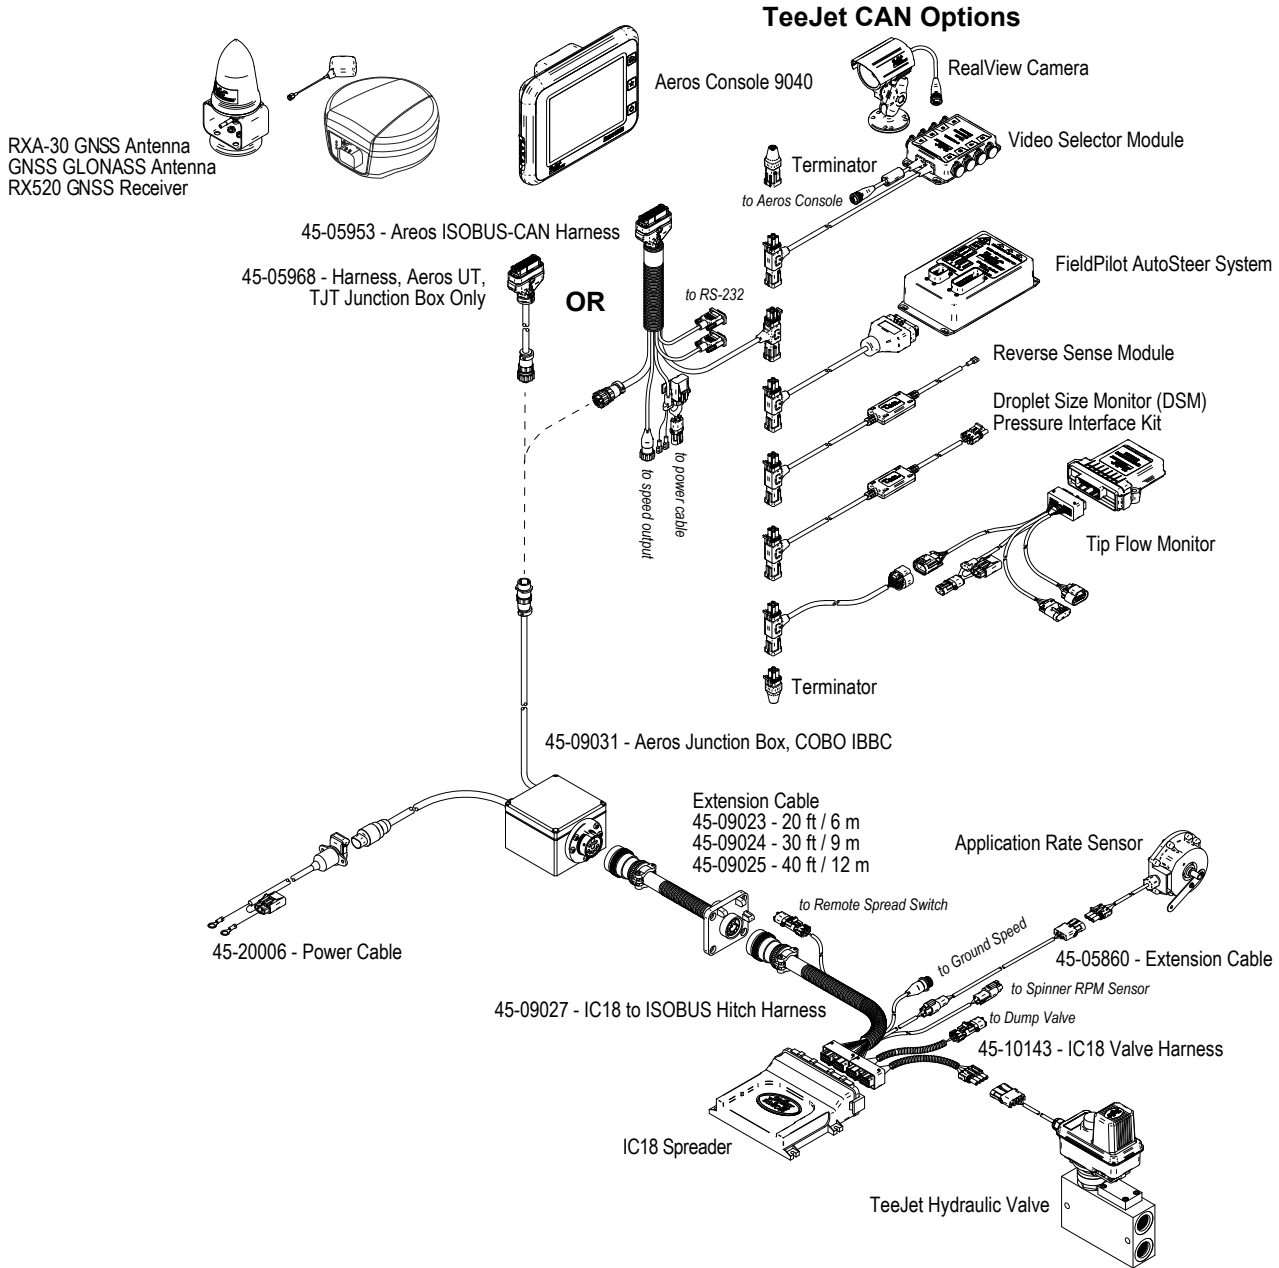 TeeJet CAN Options
RealView Camera
Aeros Console 9040
Video Selector Module
RXA-30 GNSS Antenna
GNSS GLONASS Antenna
RX520 GNSS Receiver
Terminator
to Aeros Console
45-05953 - Areos ISOBUS-CAN Harness
45-05968 - Harness, Aeros UT,
TJT Junction Box Only
OR
to RS-232
FieldPilot AutoSteer System
Reverse Sense Module
Droplet Size Monitor (DSM)
Pressure Interface Kit
to speed output
to power cable
Tip Flow Monitor
Terminator
45-09031 - Aeros Junction Box, COBO IBBC
Extension Cable
45-09023 - 20 ft / 6 m
45-09024 - 30 ft / 9 m
45-09025 - 40 ft / 12 m
Application Rate Sensor
to Remote Spread Switch
45-20006 - Power Cable
to Ground Speed
45-05860 - Extension Cable
to Spinner RPM Sensor
45-09027 - IC18 to ISOBUS Hitch Harness
to Dump Valve
45-10143 - IC18 Valve Harness
IC18 Spreader
TeeJet Hydraulic Valve